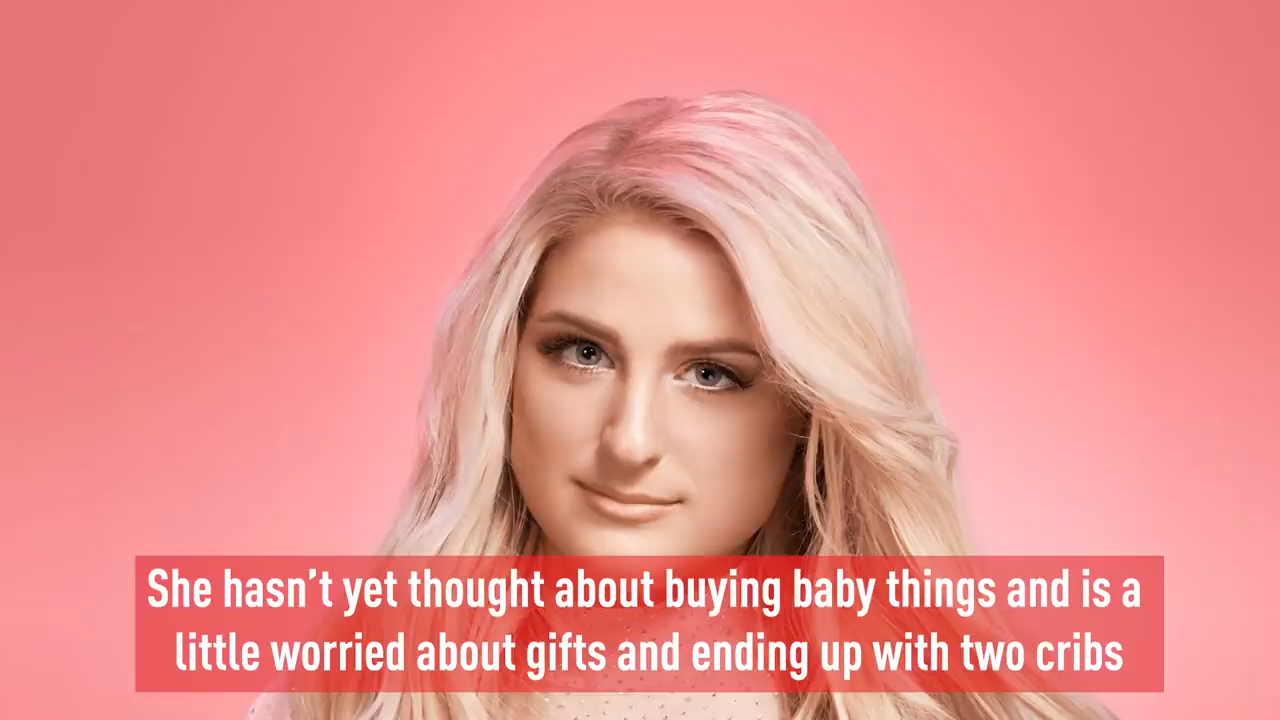 She hasn’t yet thought about buying baby things and is a
little worried about gifts and ending up with two cribs